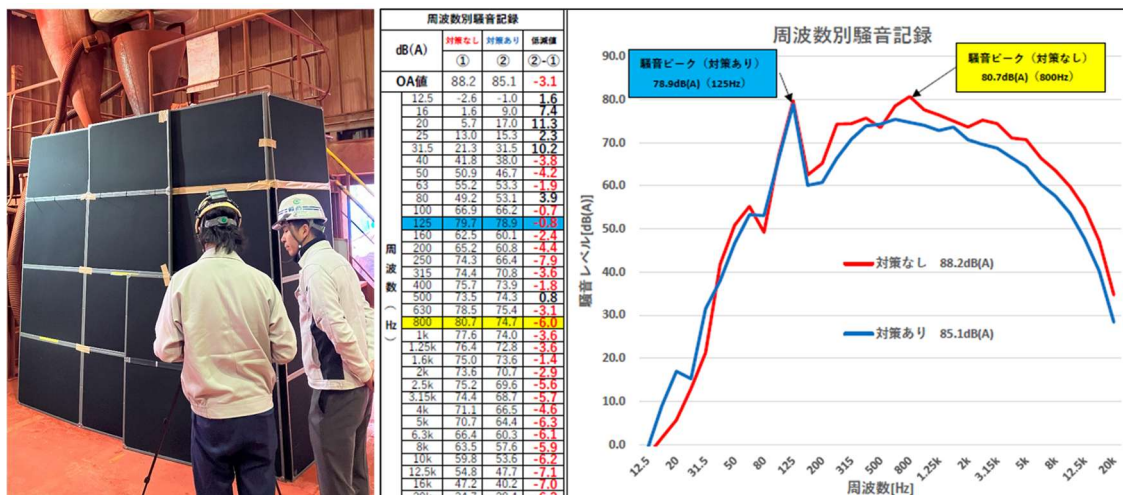 周波数別騒音記録
dB(A) 対策なし 対策あり 低減値
① ② ②-①
OA値 88.2 85.1 -3.1
周波数(Hz)
12.5 -2.6 -1.0 1.6
16 1.6 9.0 7.4
20 5.7 17.0 11.3
25 13.0 15.3 2.3
31.5 21.3 31.5 10.2
40 41.8 38.0 -3.8
50 50.9 46.7 -4.2
63 55.2 53.3 -1.9
80 49.2 53.1 3.9
100 66.9 66.2 -0.7
125 79.7 78.9 -0.8
160 62.5 60.1 -2.4
200 65.2 60.8 -4.4
250 74.3 66.4 -7.9
315 74.4 70.8 -3.6
400 75.7 73.9 -1.8
500 73.5 74.3 0.8
630 78.5 75.4 -3.1
800 80.7 74.7 -6.0
1k 77.6 74.0 -3.6
1.25k 76.4 72.8 -3.6
1.6k 75.0 73.6 -1.4
2k 73.6 70.7 -2.9
2.5k 75.2 69.6 -5.6
3.15k 74.4 68.7 -5.7
4k 71.1 66.5 -4.6
5k 70.7 64.4 -6.3
6.3k 66.4 60.3 -6.1
8k 63.5 57.6 -5.9
10k 59.8 53.6 -6.2
12.5k 54.8 47.7 -7.1
16k 47.2 40.2 -7.0
周波数別騒音記録
騒音ピーク（対策あり）
78.9dB(A)（125Hz）
騒音ピーク（対策なし）
80.7dB(A)（800Hz）
騒音レベル[dB(A)]
90.0
80.0
70.0
60.0
50.0
40.0
30.0
20.0
10.0
0.0
対策なし 88.2dB(A)
対策あり 85.1dB(A)
12.5 20 31.5 50 80 125 200 315 500 800 1.25k 2k 3.15k 5k 8k 12.5k 20k
周波数[Hz]